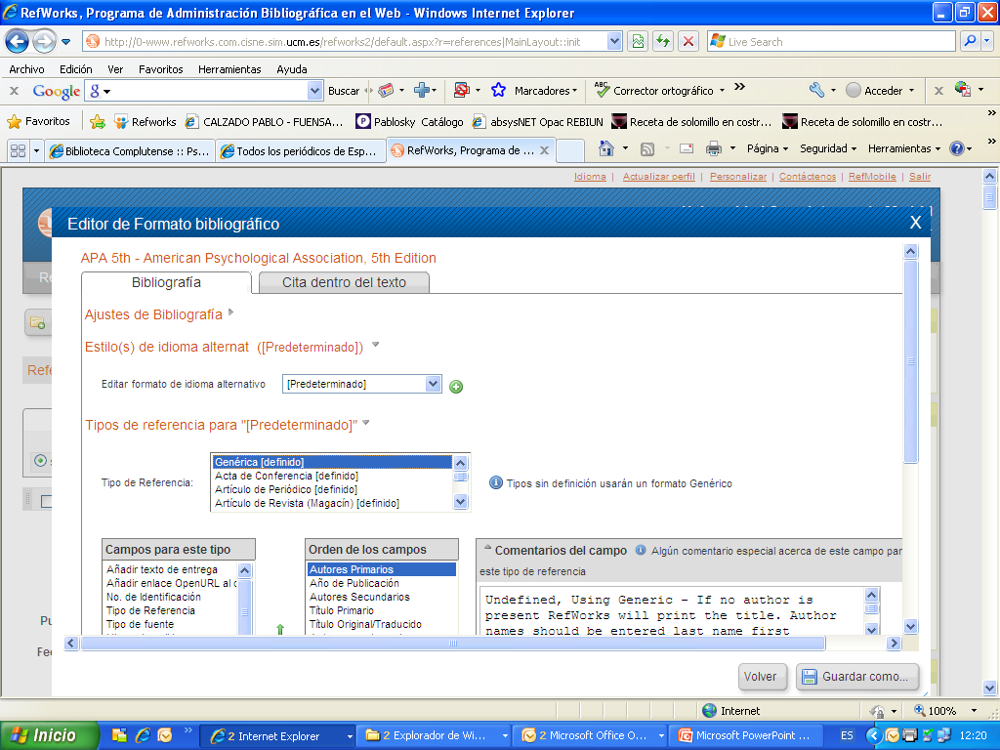 RefWorks, Programa de Administración Bibliográfica en el Web - Windows Internet Explorer
http://0-www.refworks.com.cisne.sim.ucm.es/refworks2/default.aspx?r=references|MainLayout::init
Live Search
Archivo Edición Ver Favoritos Herramientas Ayuda
x Google g Buscar Marcadores ABC Corrector ortográfico » Acceder x
Favoritos Refworks CALZADO PABLO - FUENSA... Pablosky Catálogo absysNET Opac REBIUN Receta de solomillo en costr... Receta de solomillo en costr... »
Biblioteca Complutense :: Ps... Todos los periódicos de Esp... RefWorks, Programa de ... X Página Seguridad Herramientas »
Idioma | Actualizar perfil | Personalizar | Contáctenos | RefMobile | Salir
Editor de Formato bibliográfico X
APA 5th - American Psychological Association, 5th Edition
Bibliografía Cita dentro del texto
Ajustes de Bibliografía
Estilo(s) de idioma alternat ([Predeterminado])
Editar formato de idioma alternativo [Predeterminado]
Tipos de referencia para "[Predeterminado]"
Tipo de Referencia:
Genérica [definido]
Acta de Conferencia [definido]
Artículo de Periódico [definido]
Artículo de Revista (Magacín) [definido]
Tipos sin definición usarán un formato Genérico
Campos para este tipo
Añadir texto de entrega
Añadir enlace OpenURL al c
No. de Identificación
Tipo de Referencia
Tipo de fuente
Orden de los campos
Autores Primarios
Año de Publicación
Autores Secundarios
Título Primario
Título Original/Traducido
Comentarios del campo Algún comentario especial acerca de este campo par
este tipo de referencia
Undefined, Using Generic - If no author is
present RefWorks will print the title. Author
names should be entered last name first
Volver Guardar como...
Internet 100%
Inicio » 2 Internet Explorer 2 Explorador de Wi... 2 Microsoft Office O... Microsoft PowerPoint ... ES 12:20